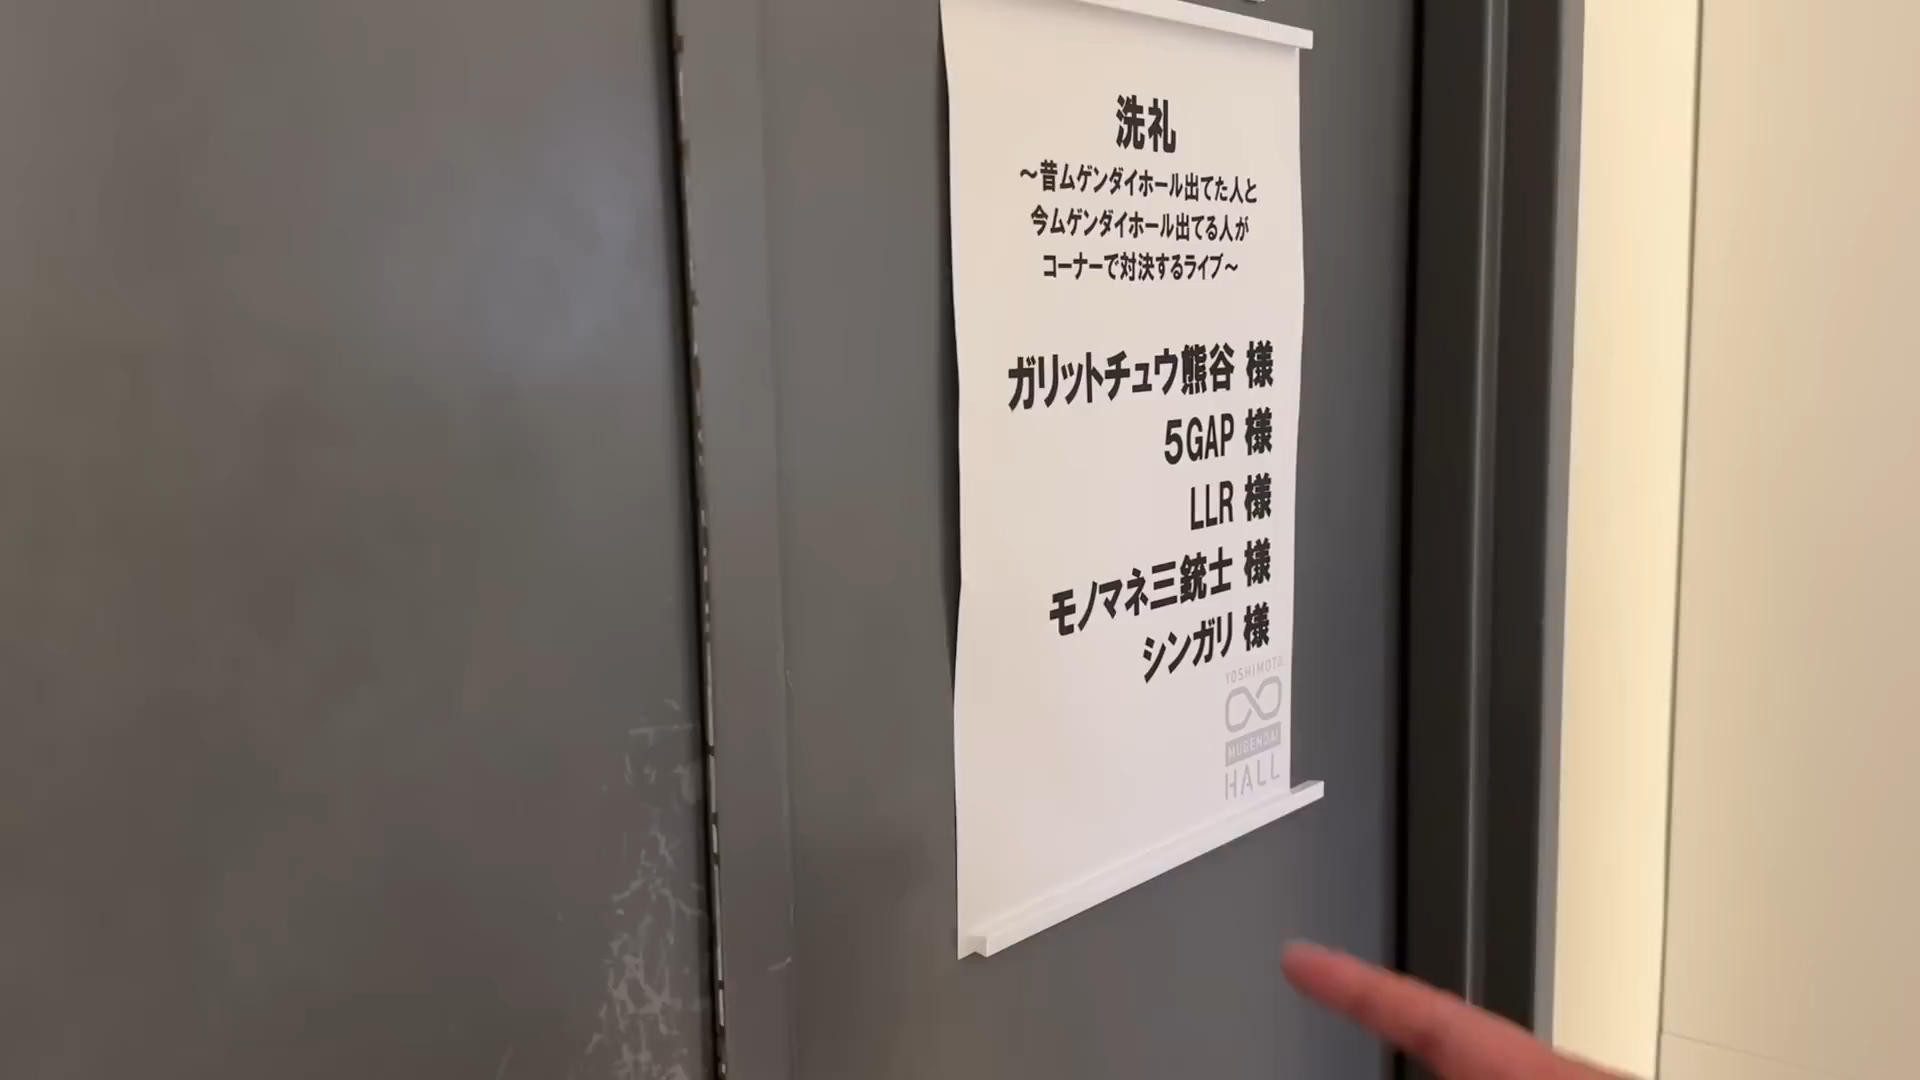 洗礼
～昔ムゲンダイホール出てた人と
今ムゲンダイホール出てる人が
コーナーで対決するライブ～
ガリットチュウ熊谷 様
5GAP 様
LLR 様
モノマネ三銃士 様
シンガリ 様
YOSHIMOTO
MUGENDAI
HALL